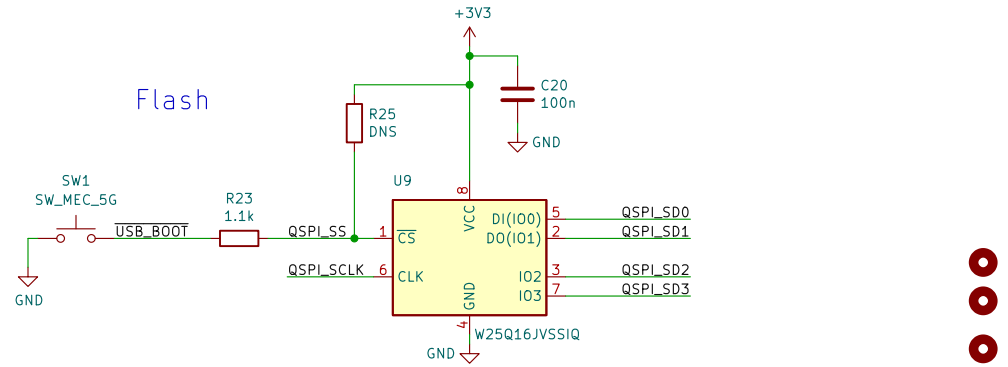 +3V3
Flash
C20
100n
R25
DNS
GND
SW1
SW_MEC_5G
U9
R23
1.1k
8
VCC
USB_BOOT
QSPI_SS
1
CS
DI(IO0)
5
QSPI_SD0
DO(IO1)
2
QSPI_SD1
QSPI_SCLK
6
CLK
IO2
3
QSPI_SD2
IO3
7
QSPI_SD3
GND
GND
4
W25Q16JVSSIQ
GND